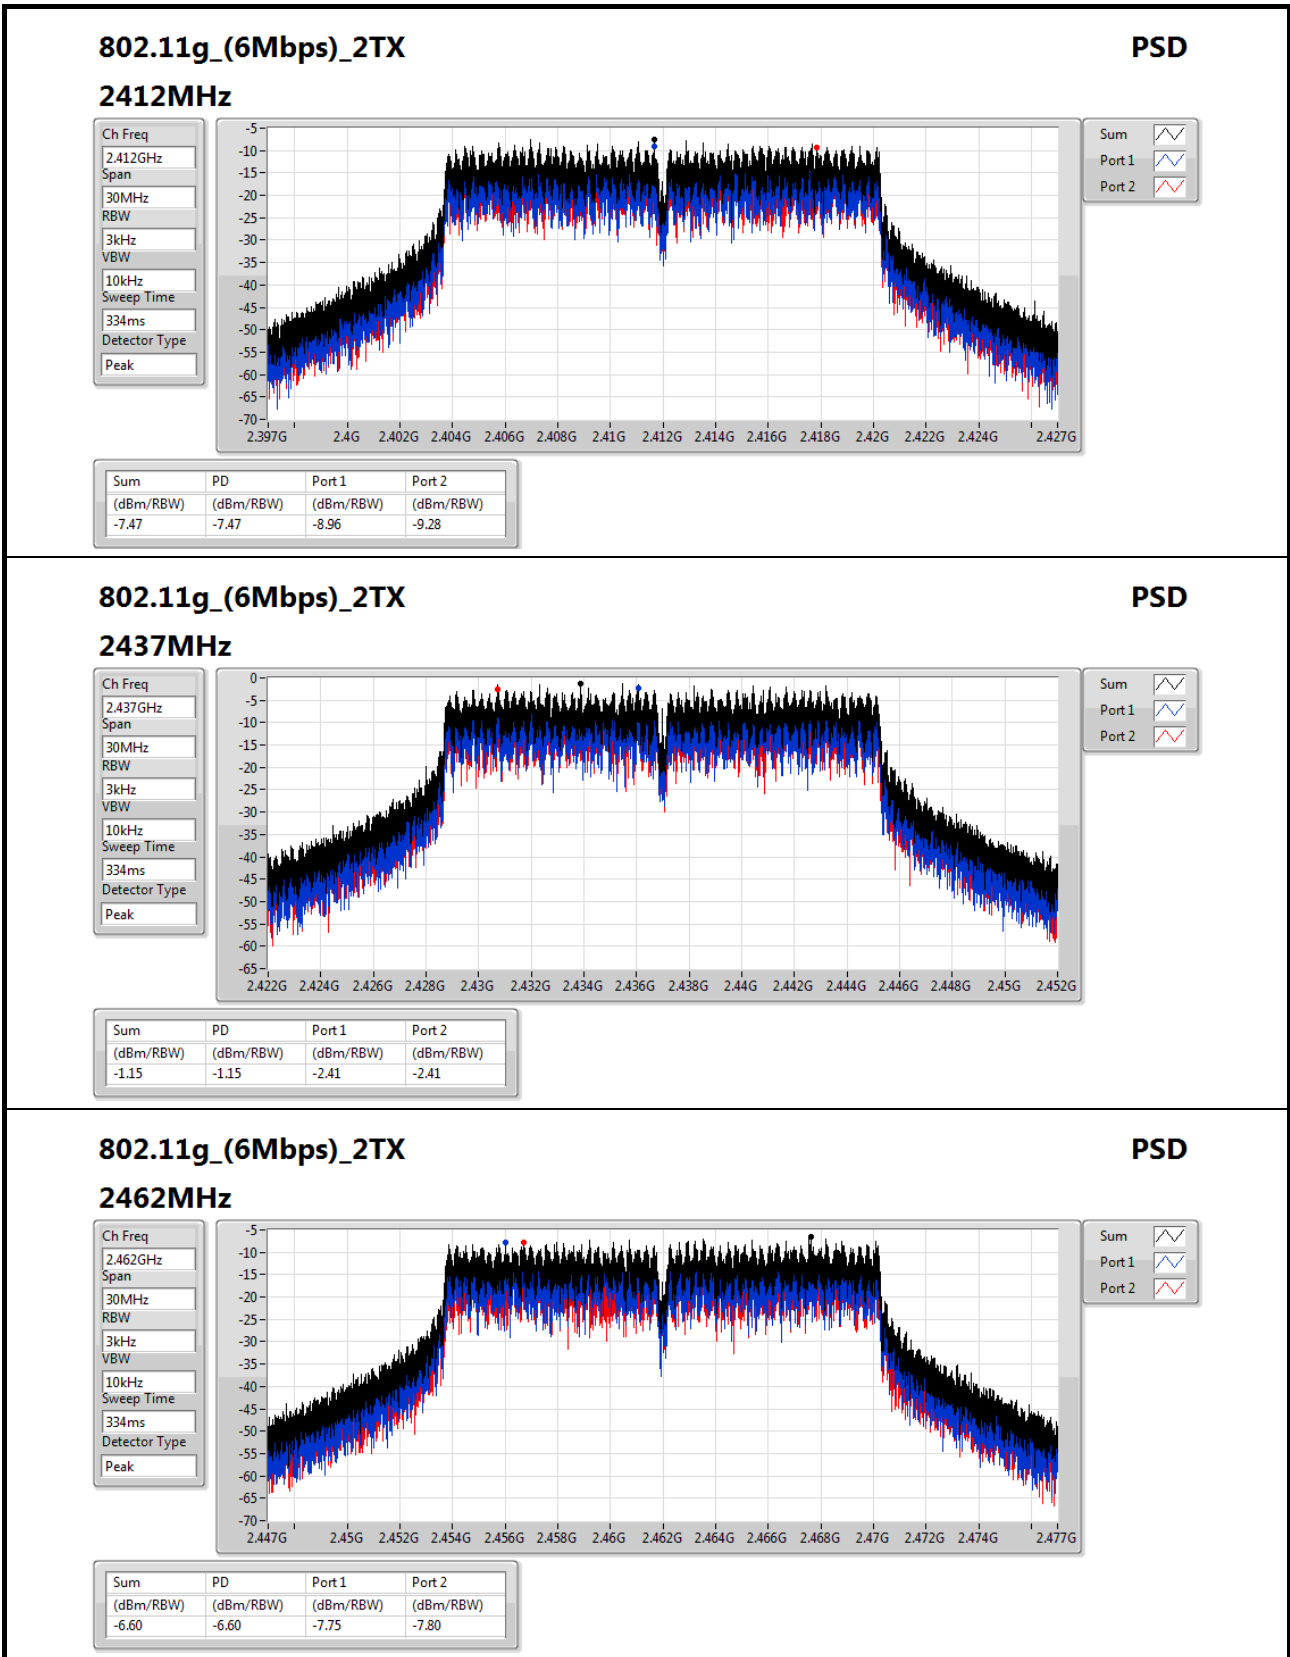 802.11g_(6Mbps)_2TX PSD
2412MHz
Ch Freq
2.412GHz
Span
30MHz
RBW
3kHz
VBW
10kHz
Sweep Time
334ms
Detector Type
Peak
-5
-10
-15
-20
-25
-30
-35
-40
-45
-50
-55
-60
-65
-70
2.397G 2.4G 2.402G 2.404G 2.406G 2.408G 2.41G 2.412G 2.414G 2.416G 2.418G 2.42G 2.422G 2.424G 2.427G
Sum
Port 1
Port 2
Sum PD Port 1 Port 2
(dBm/RBW) (dBm/RBW) (dBm/RBW) (dBm/RBW)
-7.47 -7.47 -8.96 -9.28
802.11g_(6Mbps)_2TX PSD
2437MHz
Ch Freq
2.437GHz
Span
30MHz
RBW
3kHz
VBW
10kHz
Sweep Time
334ms
Detector Type
Peak
0
-5
-10
-15
-20
-25
-30
-35
-40
-45
-50
-55
-60
-65
2.422G 2.424G 2.426G 2.428G 2.43G 2.432G 2.434G 2.436G 2.438G 2.44G 2.442G 2.444G 2.446G 2.448G 2.45G 2.452G
Sum
Port 1
Port 2
Sum PD Port 1 Port 2
(dBm/RBW) (dBm/RBW) (dBm/RBW) (dBm/RBW)
-1.15 -1.15 -2.41 -2.41
802.11g_(6Mbps)_2TX PSD
2462MHz
Ch Freq
2.462GHz
Span
30MHz
RBW
3kHz
VBW
10kHz
Sweep Time
334ms
Detector Type
Peak
-5
-10
-15
-20
-25
-30
-35
-40
-45
-50
-55
-60
-65
-70
2.447G 2.45G 2.452G 2.454G 2.456G 2.458G 2.46G 2.462G 2.464G 2.466G 2.468G 2.47G 2.472G 2.474G 2.477G
Sum
Port 1
Port 2
Sum PD Port 1 Port 2
(dBm/RBW) (dBm/RBW) (dBm/RBW) (dBm/RBW)
-6.60 -6.60 -7.75 -7.80